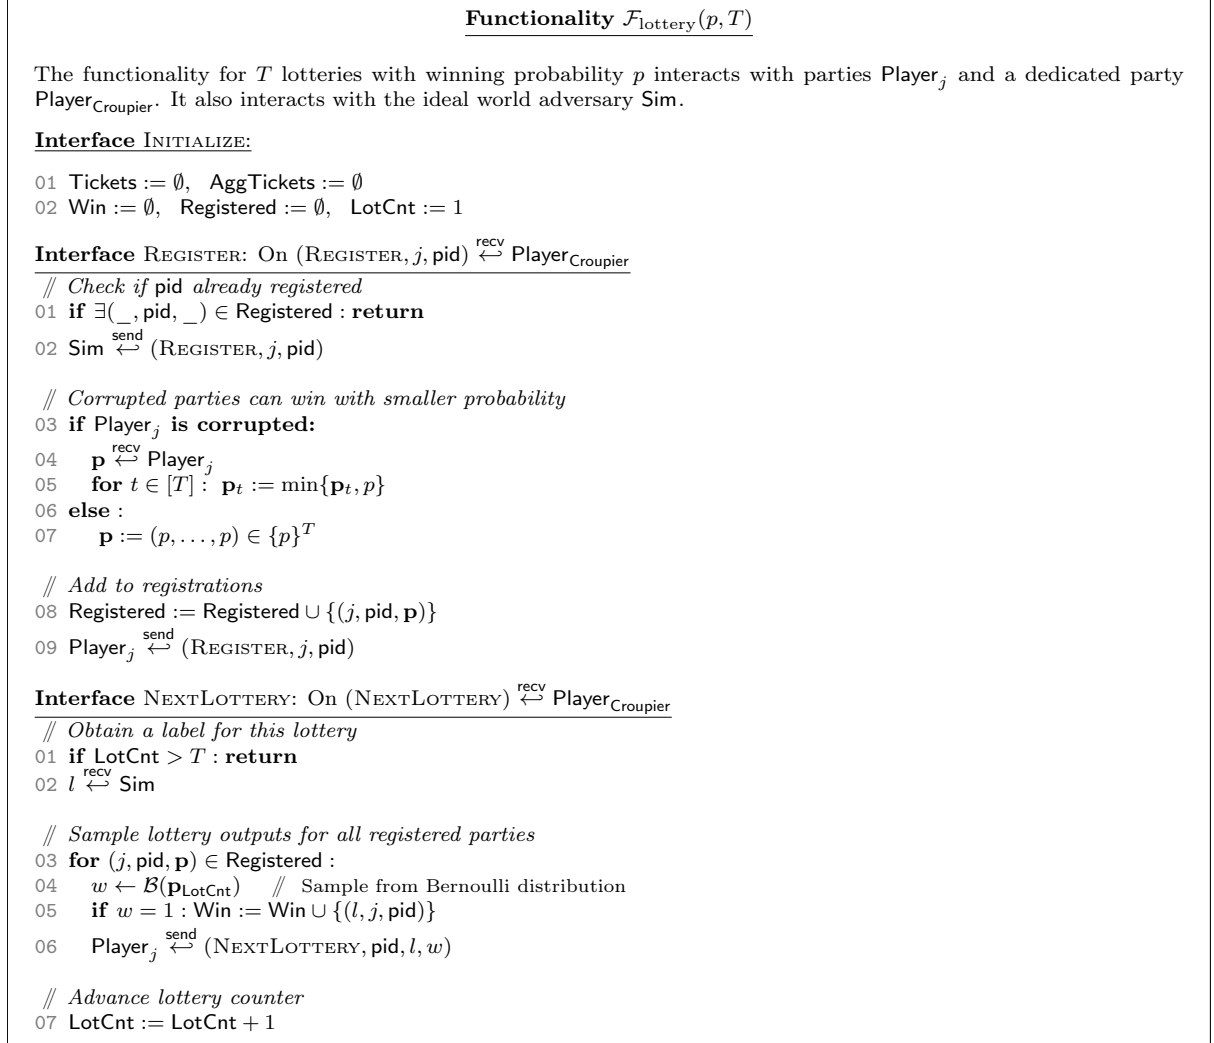 Functionality 𝓕lottery(p, T)
The functionality for T lotteries with winning probability p interacts with parties Player_j and a dedicated party
Player_Croupier. It also interacts with the ideal world adversary Sim.
Interface INITIALIZE:
01 Tickets := ∅, AggTickets := ∅
02 Win := ∅, Registered := ∅, LotCnt := 1
Interface REGISTER: On (REGISTER, j, pid) ↩^recv Player_Croupier
// Check if pid already registered
01 if ∃(_, pid, _) ∈ Registered : return
02 Sim ↩^send (REGISTER, j, pid)
// Corrupted parties can win with smaller probability
03 if Player_j is corrupted:
04 p ↩^recv Player_j
05 for t ∈ [T] : p_t := min{p_t, p}
06 else :
07 p := (p, . . . , p) ∈ {p}^T
// Add to registrations
08 Registered := Registered ∪ {(j, pid, p)}
09 Player_j ↩^send (REGISTER, j, pid)
Interface NEXTLOTTERY: On (NEXTLOTTERY) ↩^recv Player_Croupier
// Obtain a label for this lottery
01 if LotCnt > T : return
02 l ↩^recv Sim
// Sample lottery outputs for all registered parties
03 for (j, pid, p) ∈ Registered :
04 w ← 𝓑(p_LotCnt) // Sample from Bernoulli distribution
05 if w = 1 : Win := Win ∪ {(l, j, pid)}
06 Player_j ↩^send (NEXTLOTTERY, pid, l, w)
// Advance lottery counter
07 LotCnt := LotCnt + 1